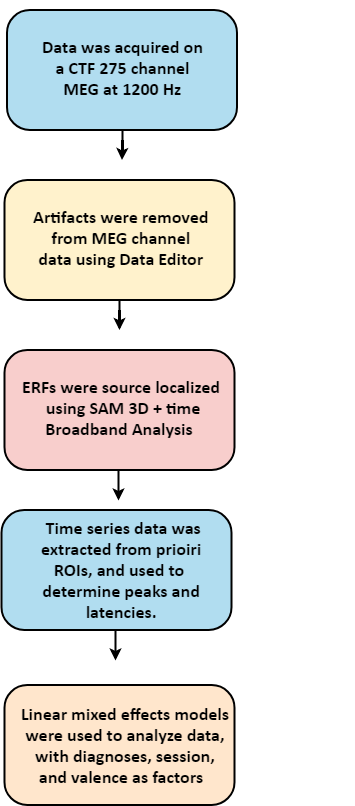 Data was acquired on
a CTF 275 channel
MEG at 1200 Hz
Artifacts were removed
from MEG channel
data using Data Editor
ERFs were source localized
using SAM 3D + time
Broadband Analysis
Time series data was
extracted from prioiri
ROIs, and used to
determine peaks and
latencies.
Linear mixed effects models
were used to analyze data,
with diagnoses, session,
and valence as factors